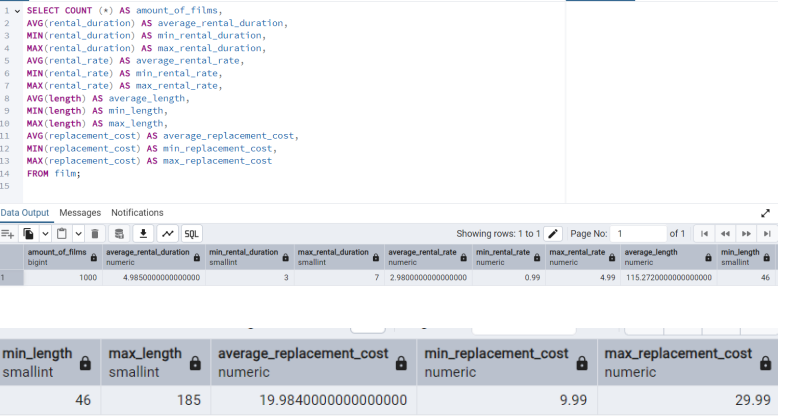 1 SELECT COUNT (*) AS amount_of_films,
2 AVG(rental_duration) AS average_rental_duration,
3 MIN(rental_duration) AS min_rental_duration,
4 MAX(rental_duration) AS max_rental_duration,
5 AVG(rental_rate) AS average_rental_rate,
6 MIN(rental_rate) AS min_rental_rate,
7 MAX(rental_rate) AS max_rental_rate,
8 AVG(length) AS average_length,
9 MIN(length) AS min_length,
10 MAX(length) AS max_length,
11 AVG(replacement_cost) AS average_replacement_cost,
12 MIN(replacement_cost) AS min_replacement_cost,
13 MAX(replacement_cost) AS max_replacement_cost
14 FROM film;
15
Data Output Messages Notifications
SQL Showing rows: 1 to 1 Page No: 1 of 1
amount_of_films average_rental_duration min_rental_duration max_rental_duration average_rental_rate min_rental_rate max_rental_rate average_length min_length
bigint numeric smallint smallint numeric numeric numeric numeric smallint
1 1000 4.9850000000000000 3 7 2.9800000000000000 0.99 4.99 115.2720000000000000 46
min_length max_length average_replacement_cost min_replacement_cost max_replacement_cost
smallint smallint numeric numeric numeric
46 185 19.9840000000000000 9.99 29.99